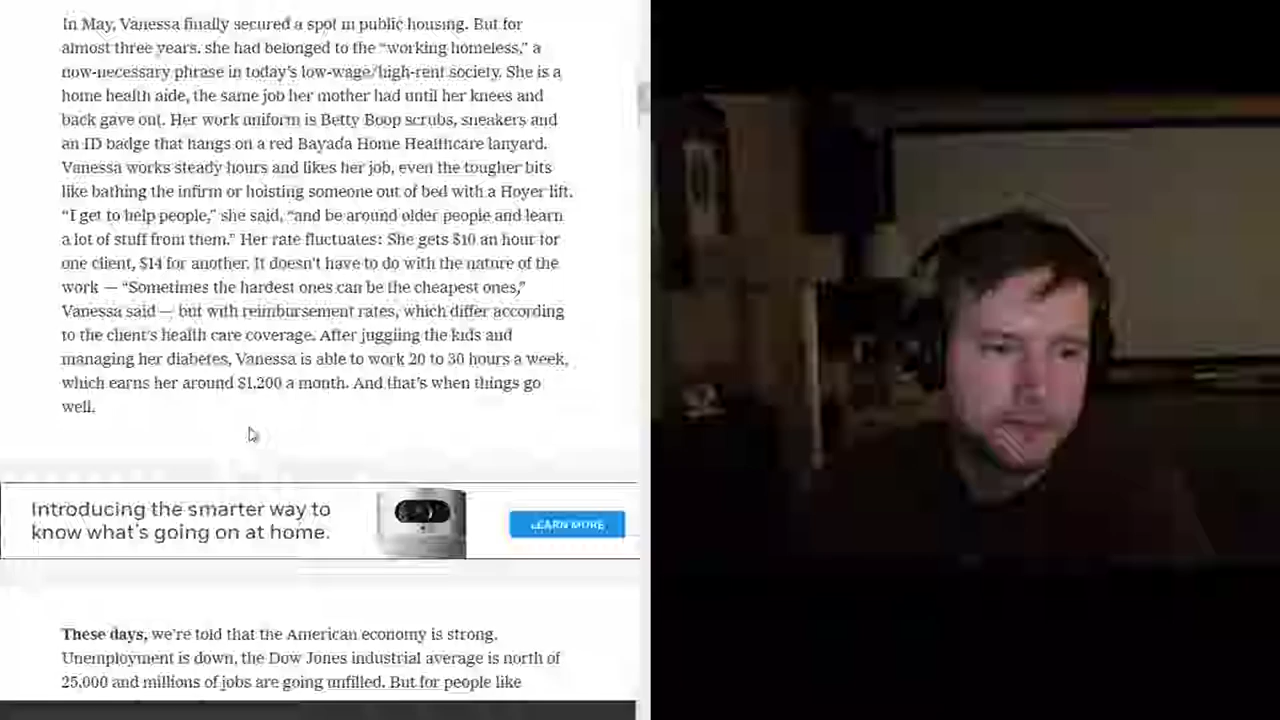 In May, Vanessa finally secured a spot in public housing. But for
almost three years, she had belonged to the “working homeless,” a
now-necessary phrase in today’s low-wage/high-rent society. She is a
home health aide, the same job her mother had until her knees and
back gave out. Her work uniform is Betty Boop scrubs, sneakers and
an ID badge that hangs on a red Bayada Home Healthcare lanyard.
Vanessa works steady hours and likes her job, even the tougher bits
like bathing the infirm or hoisting someone out of bed with a Hoyer lift.
“I get to help people,” she said, “and be around older people and learn
a lot of stuff from them.” Her rate fluctuates: She gets $10 an hour for
one client, $14 for another. It doesn’t have to do with the nature of the
work — “Sometimes the hardest ones can be the cheapest ones,”
Vanessa said — but with reimbursement rates, which differ according
to the client’s health care coverage. After juggling the kids and
managing her diabetes, Vanessa is able to work 20 to 30 hours a week,
which earns her around $1,200 a month. And that’s when things go
well.
Introducing the smarter way to
know what’s going on at home.
LEARN MORE
These days, we’re told that the American economy is strong.
Unemployment is down, the Dow Jones industrial average is north of
25,000 and millions of jobs are going unfilled. But for people like